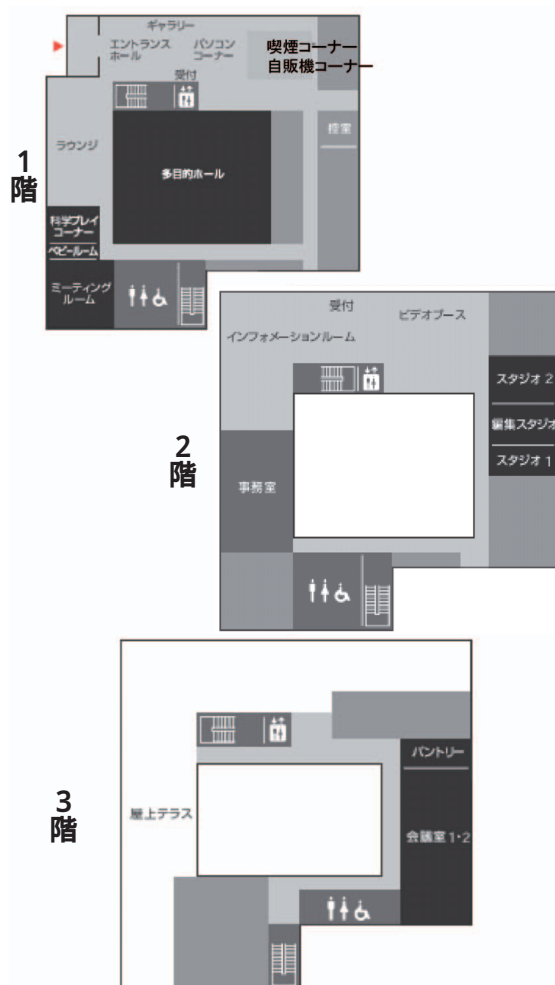 ギャラリー
エントランス
ホール
パソコン
コーナー
喫煙コーナー
自販機コーナー
受付
控室
ラウンジ
1
階
多目的ホール
科学プレイ
コーナー
ベビールーム
ミーティング
ルーム
受付
ビデオブース
インフォメーションルーム
スタジオ 2
編集スタジオ
スタジオ 1
2
階
事務室
パントリー
3
階
屋上テラス
会議室 1・2